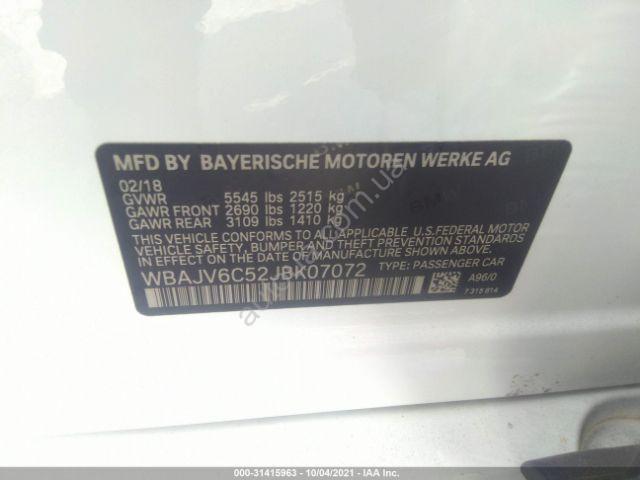 MFD BY BAYERISCHE MOTOREN WERKE AG
02/18
GVWR 5545 lbs 2515 kg
GAWR FRONT 2690 lbs 1220 kg
GAWR REAR 3109 lbs 1410 kg
THIS VEHICLE CONFORMS TO ALL APPLICABLE U.S. FEDERAL MOTOR
VEHICLE SAFETY, BUMPER, AND THEFT PREVENTION STANDARDS
IN EFFECT ON THE DATE OF MANUFACTURE SHOWN ABOVE.
WBAJV6C52JBK07072 TYPE: PASSENGER CAR
A96/0
7 315 814
000-31415963 - 10/04/2021 - IAAI.COM